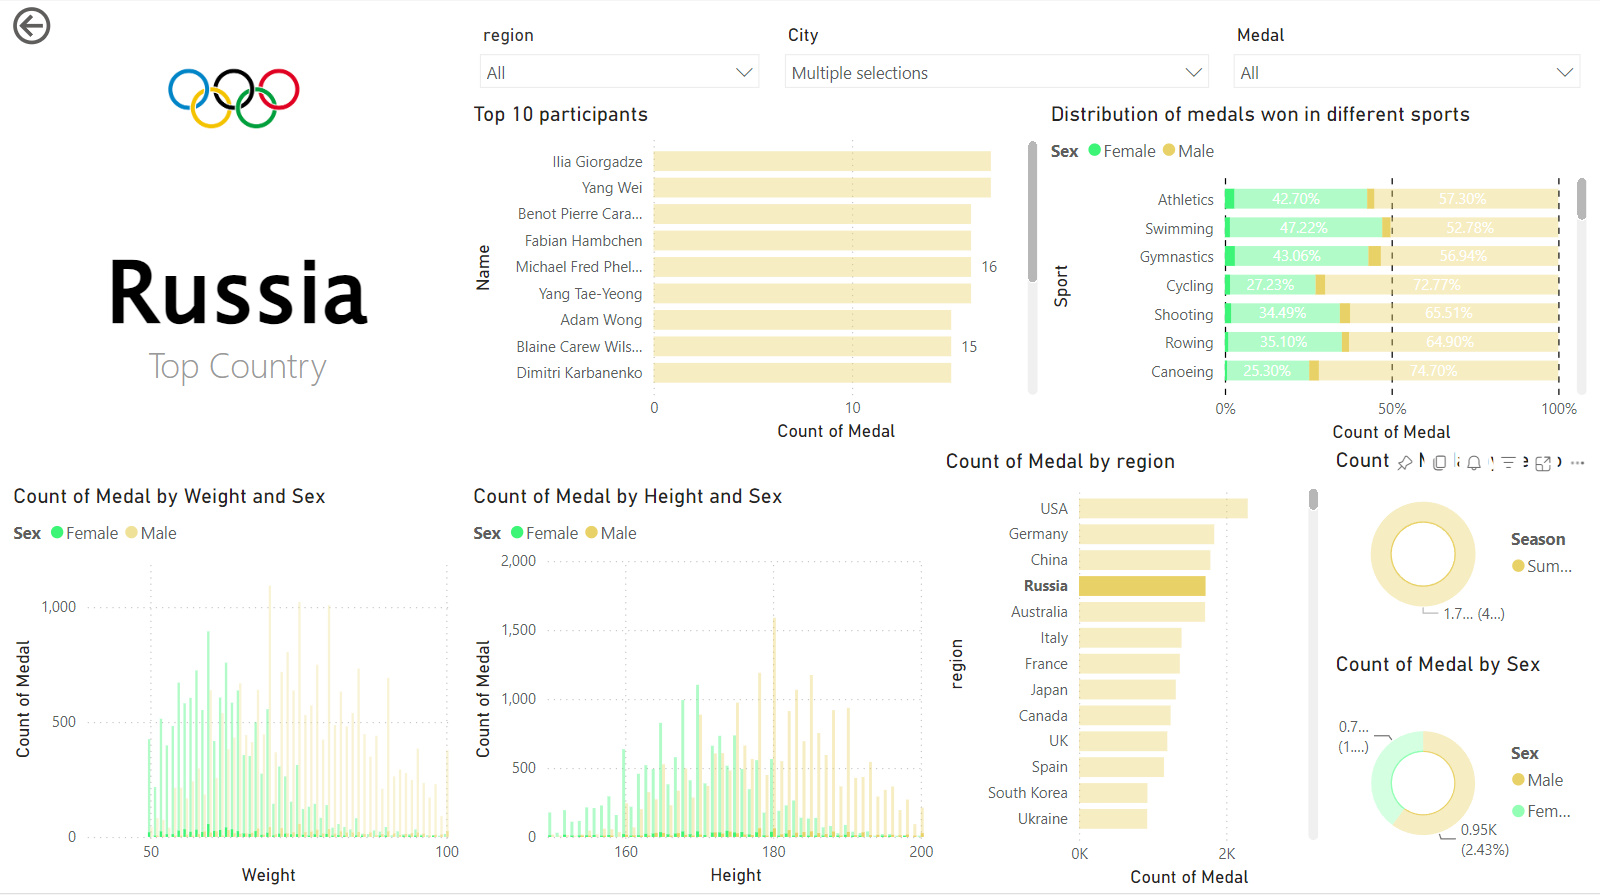 region
City
Medal
All
Multiple selections
All
Top 10 participants
Name
Ilia Giorgadze
Yang Wei
Benot Pierre Cara...
Fabian Hambchen
Michael Fred Phel...
16
Yang Tae-Yeong
Adam Wong
Blaine Carew Wils...
15
Dimitri Karbanenko
0
10
Count of Medal
Distribution of medals won in different sports
Sex Female Male
Sport
Athletics 42.70% 57.30%
Swimming 47.22% 52.78%
Gymnastics 43.06% 56.94%
Cycling 27.23% 72.77%
Shooting 34.49% 65.51%
Rowing 35.10% 64.90%
Canoeing 25.30% 74.70%
0% 50% 100%
Count of Medal
Russia
Top Country
Count of Medal by Weight and Sex
Sex Female Male
Count of Medal
1,000
500
0
50 100
Weight
Count of Medal by Height and Sex
Sex Female Male
Count of Medal
2,000
1,500
1,000
500
0
160 180 200
Height
Count of Medal by region
region
USA
Germany
China
Russia
Australia
Italy
France
Japan
Canada
UK
Spain
South Korea
Ukraine
0K 2K
Count of Medal
Count
Season
Sum...
1.7... (4...)
Count of Medal by Sex
0.7...
(1....)
Sex
Male
Fem...
0.95K
(2.43%)